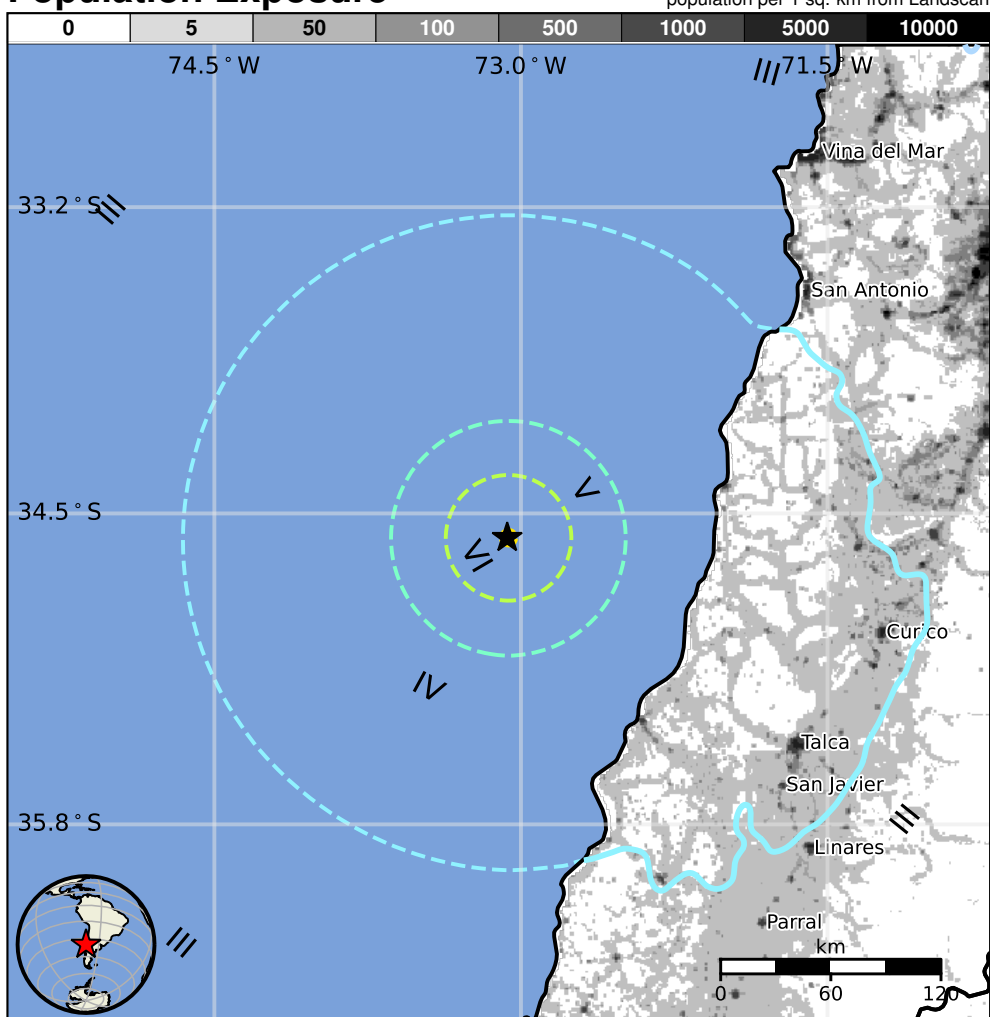 Population Exposure
population per 1 sq. km from Landscan
0 5 50 100 500 1000 5000 10000
74.5°W 73.0°W 71.5°W
III
Vina del Mar
33.2°S
III
San Antonio
34.5°S
V
VI
Curico
IV
Talca
San Javier
35.8°S
III
Linares
Parral
III
km
0 60 120